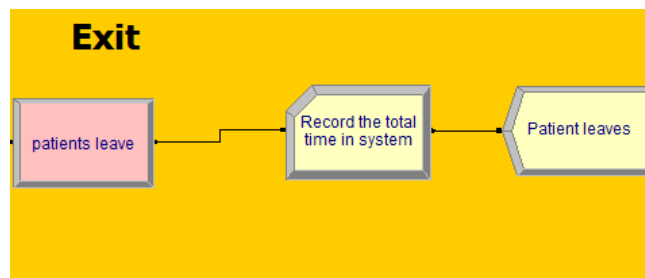 Exit
patients leave
Record the total
time in system
Patient leaves